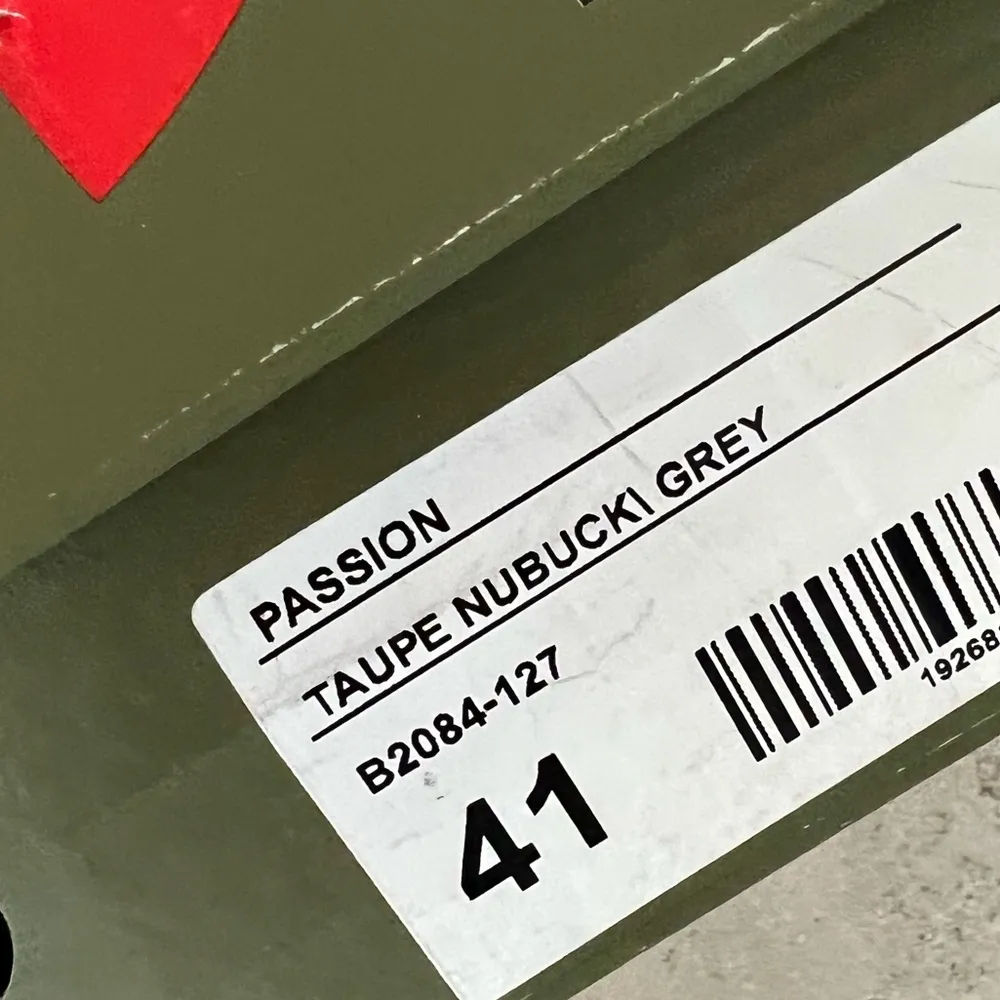 PASSION
TAUPE NUBUCK\ GREY
B2084-127
41
19268